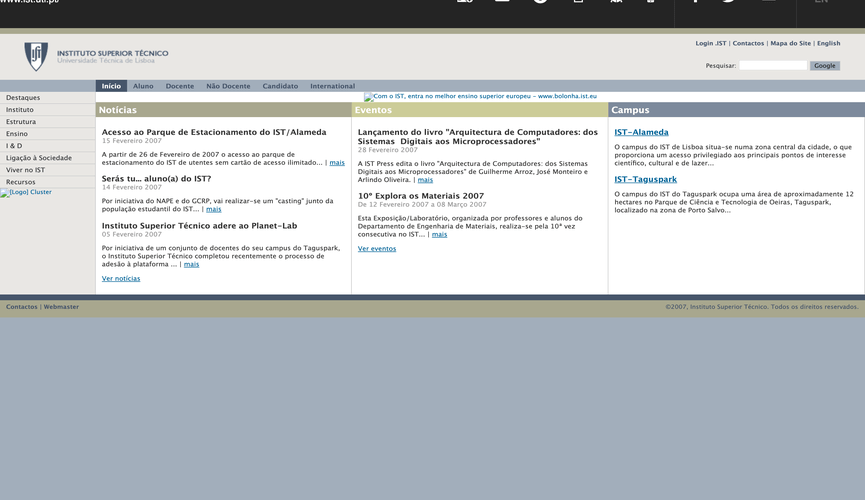 www.ist.utl.pt/
EN
INSTITUTO SUPERIOR TÉCNICO
Universidade Técnica de Lisboa
Login .IST | Contactos | Mapa do Site | English
Pesquisar: Google
Início Aluno Docente Não Docente Candidato International
Destaques
Instituto
Estrutura
Ensino
I & D
Ligação à Sociedade
Viver no IST
Recursos
[Logo] Cluster
Com o IST, entra no melhor ensino superior europeu - www.bolonha.ist.eu
Notícias
Acesso ao Parque de Estacionamento do IST/Alameda
15 Fevereiro 2007
A partir de 26 de Fevereiro de 2007 o acesso ao parque de
estacionamento do IST de utentes sem cartão de acesso ilimitado... | mais
Serás tu... aluno(a) do IST?
14 Fevereiro 2007
Por iniciativa do NAPE e do GCRP, vai realizar-se um "casting" junto da
população estudantil do IST.... | mais
Instituto Superior Técnico adere ao Planet-Lab
05 Fevereiro 2007
Por iniciativa de um conjunto de docentes do seu campus do Taguspark,
o Instituto Superior Técnico completou recentemente o processo de
adesão à plataforma ... | mais
Ver notícias
Eventos
Lançamento do livro "Arquitectura de Computadores: dos
Sistemas Digitais aos Microprocessadores"
28 Fevereiro 2007
A IST Press edita o livro "Arquitectura de Computadores: dos Sistemas
Digitais aos Microprocessadores" de Guilherme Arroz, José Monteiro e
Arlindo Oliveira. | mais
10º Explora os Materiais 2007
De 12 Fevereiro 2007 a 08 Março 2007
Esta Exposição/Laboratório, organizada por professores e alunos do
Departamento de Engenharia de Materiais, realiza-se pela 10ª vez
consecutiva no IST... | mais
Ver eventos
Campus
IST-Alameda
O campus do IST de Lisboa situa-se numa zona central da cidade, o que
proporciona um acesso privilegiado aos principais pontos de interesse
científico, cultural e de lazer...
IST-Taguspark
O campus do IST do Taguspark ocupa uma área de aproximadamente 12
hectares no Parque de Ciência e Tecnologia de Oeiras, Taguspark,
localizado na zona de Porto Salvo...
Contactos | Webmaster
©2007, Instituto Superior Técnico. Todos os direitos reservados.